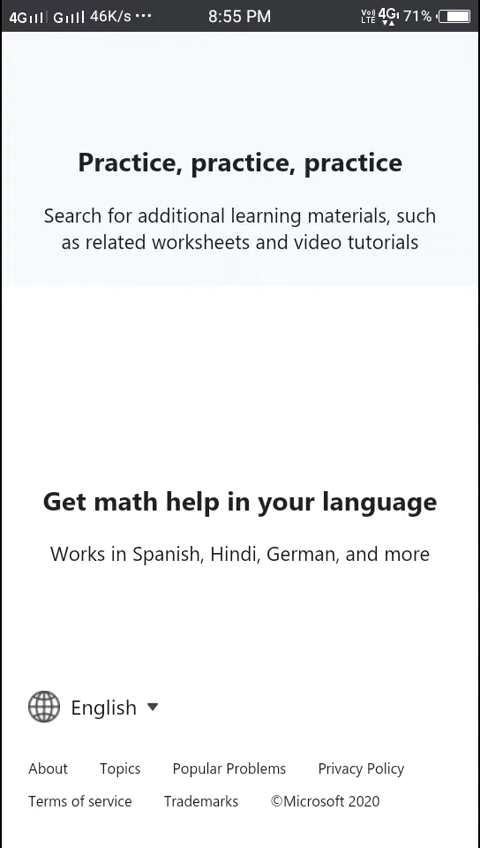 4G G 46K/s ··· 8:55 PM VoLTE 4G 71%
Practice, practice, practice
Search for additional learning materials, such
as related worksheets and video tutorials
Get math help in your language
Works in Spanish, Hindi, German, and more
English
About Topics Popular Problems Privacy Policy
Terms of service Trademarks ©Microsoft 2020